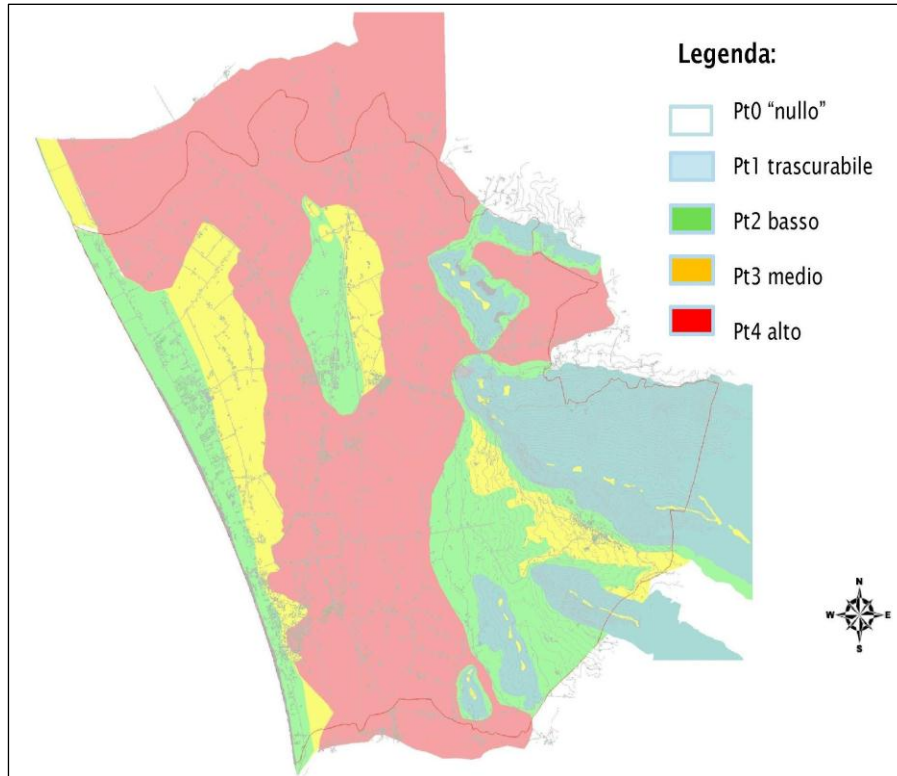 Legenda:
Pt0 “nullo”
Pt1 trascurabile
Pt2 basso
Pt3 medio
Pt4 alto
N
W E
S